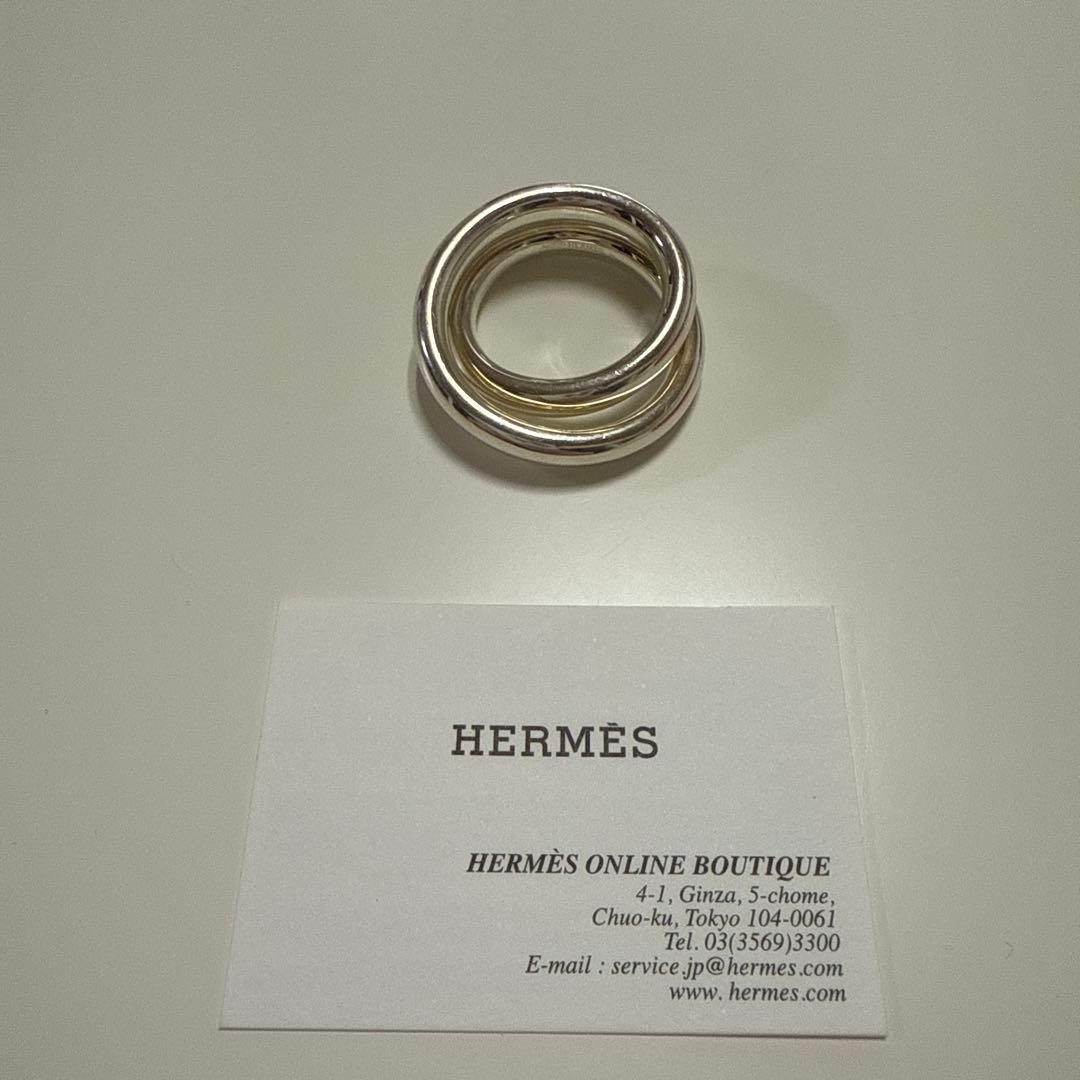 HERMÈS
HERMÈS ONLINE BOUTIQUE
4-1, Ginza, 5-chome,
Chuo-ku, Tokyo 104-0061
Tel. 03(3569)3300
E-mail : service.jp@hermes.com
www. hermes.com